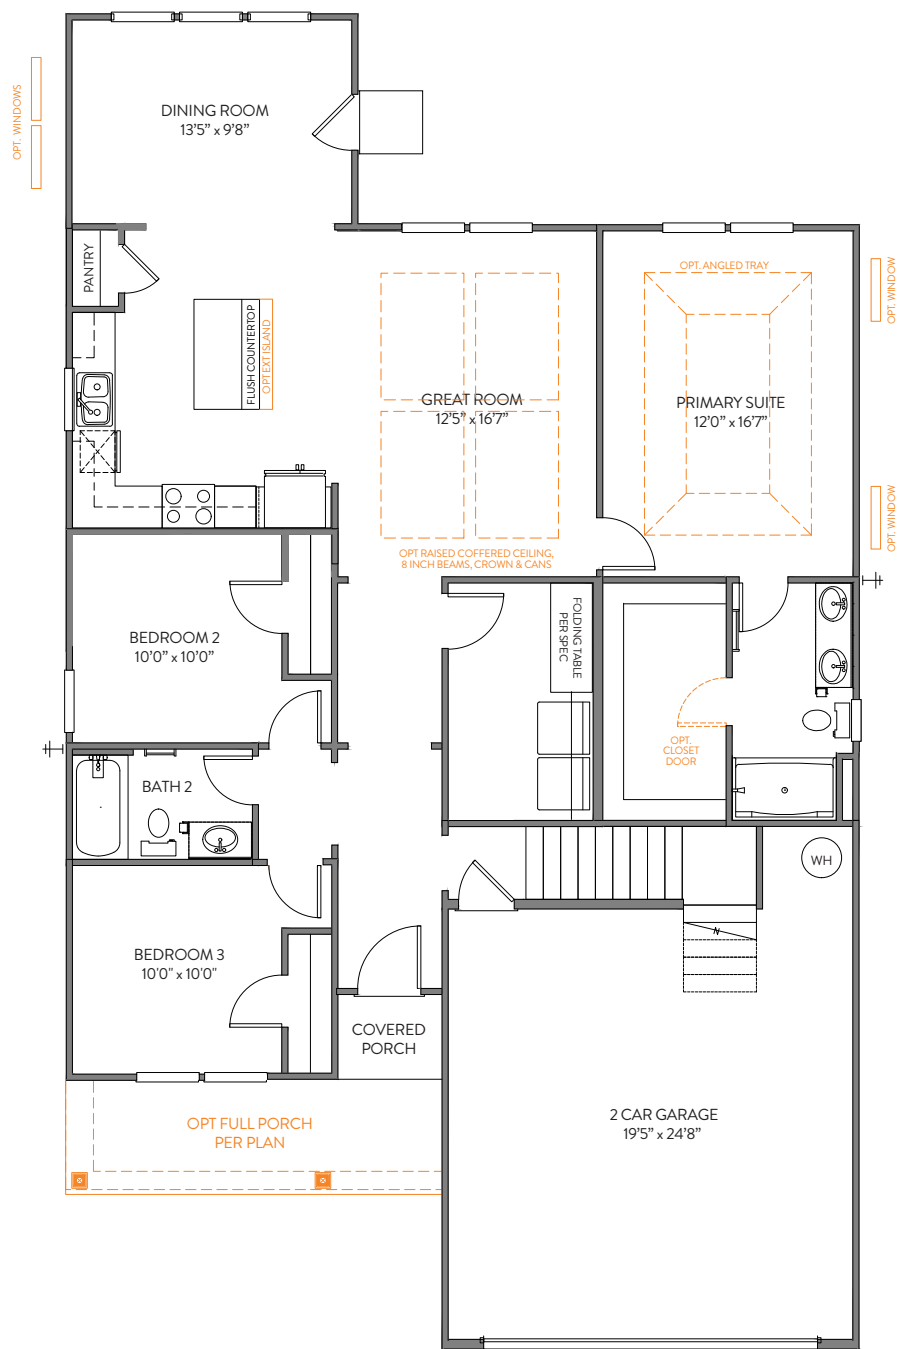 DINING ROOM
13’5” x 9’8”
OPT. WINDOWS
PANTRY
FLUSH COUNTERTOP
OPT EXT ISLAND
OPT. ANGLED TRAY
OPT. WINDOW
GREAT ROOM
12’5” x 16’7”
PRIMARY SUITE
12’0” x 16’7”
OPT. WINDOW
OPT RAISED COFFERED CEILING,
8 INCH BEAMS, CROWN & CANS
BEDROOM 2
10’0” x 10’0”
FOLDING TABLE
PER SPEC
OPT.
CLOSET
DOOR
BATH 2
WH
BEDROOM 3
10'0" x 10'0"
COVERED
PORCH
OPT FULL PORCH
PER PLAN
2 CAR GARAGE
19’5” x 24’8”